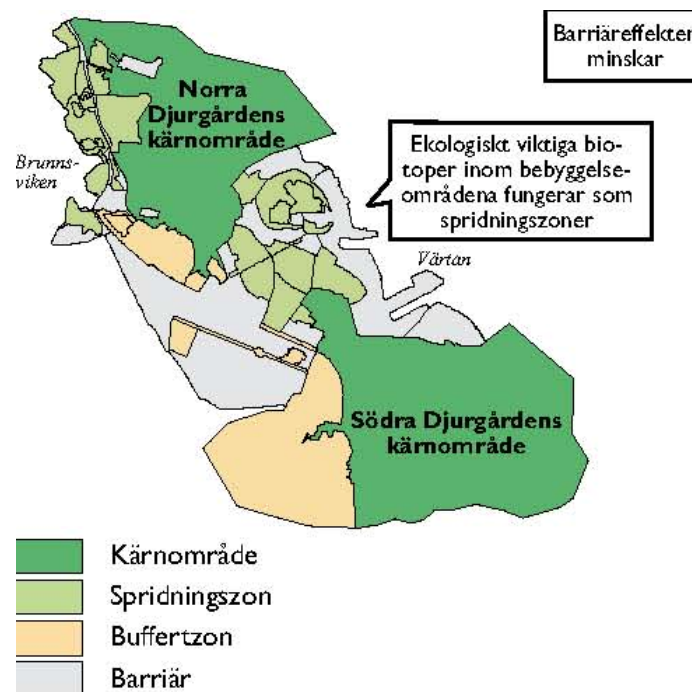 Barriäreffekten
minskar
Norra
Djurgårdens
kärnområde
Ekologiskt viktiga bio-
toper inom bebyggelse-
områdena fungerar som
spridningszoner
Brunns-
viken
Värtan
Södra Djurgårdens
kärnområde
Kärnområde
Spridningszon
Buffertzon
Barriär